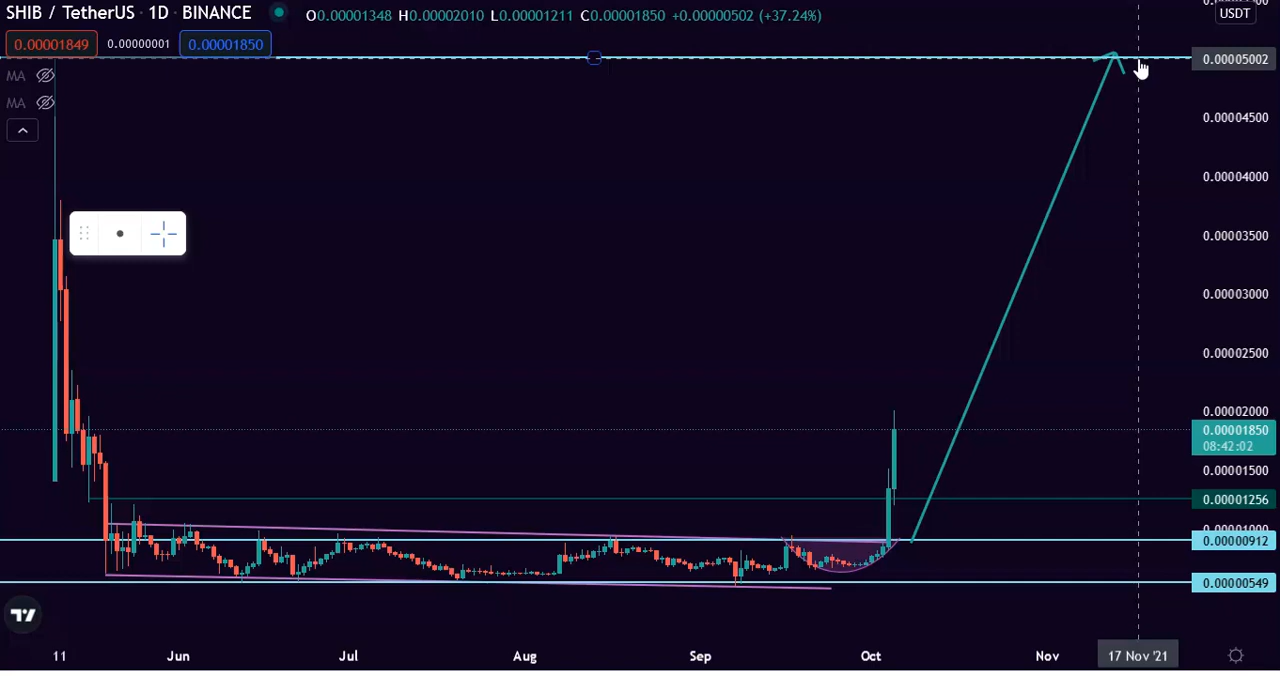 SHIB / TetherUS · 1D · BINANCE O0.00001348 H0.00002010 L0.00001211 C0.00001850 +0.00000502 (+37.24%)
USDT
0.00001849 0.00000001 0.00001850
0.00005002
MA
MA
0.00004500
0.00004000
0.00003500
0.00003000
0.00002500
0.00002000
0.00001850
08:42:02
0.00001500
0.00001256
0.00001000
0.00000912
0.00000549
11 Jun Jul Aug Sep Oct Nov 17 Nov '21